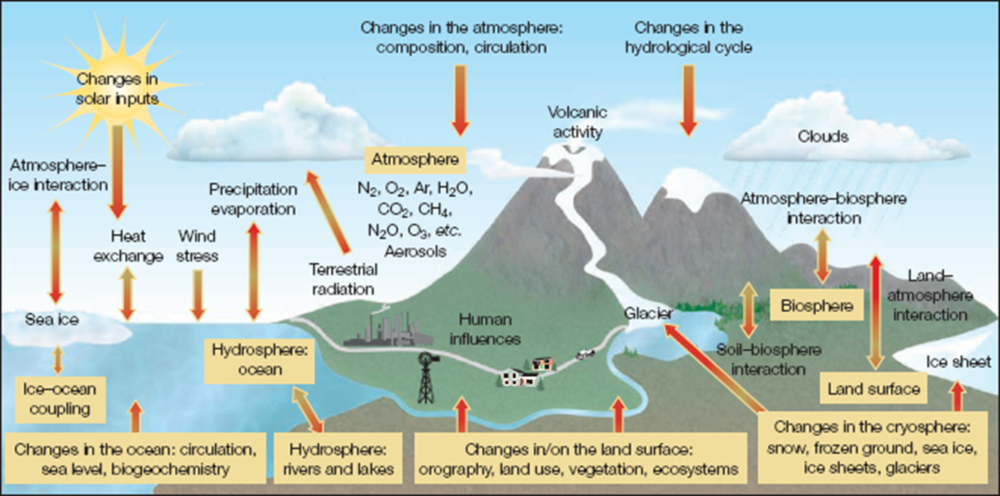 Changes in the atmosphere:
composition, circulation
Changes in the
hydrological cycle
Changes in
solar inputs
Volcanic
activity
Clouds
Atmosphere–
ice interaction
Atmosphere
Precipitation
evaporation
N₂, O₂, Ar, H₂O,
CO₂, CH₄,
N₂O, O₃, etc.
Aerosols
Atmosphere–biosphere
interaction
Heat
exchange
Wind
stress
Terrestrial
radiation
Land–
atmosphere
interaction
Biosphere
Sea ice
Human
influences
Glacier
Hydrosphere:
ocean
Soil–biosphere
interaction
Ice sheet
Ice–ocean
coupling
Land surface
Changes in the ocean: circulation,
sea level, biogeochemistry
Hydrosphere:
rivers and lakes
Changes in/on the land surface:
orography, land use, vegetation, ecosystems
Changes in the cryosphere:
snow, frozen ground, sea ice,
ice sheets, glaciers